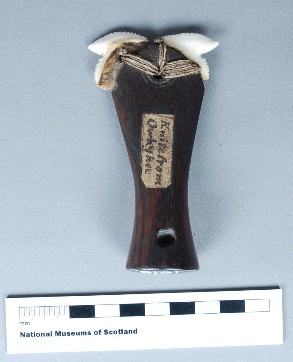 Knife from
Owhyhee
mm
National Museums of Scotland